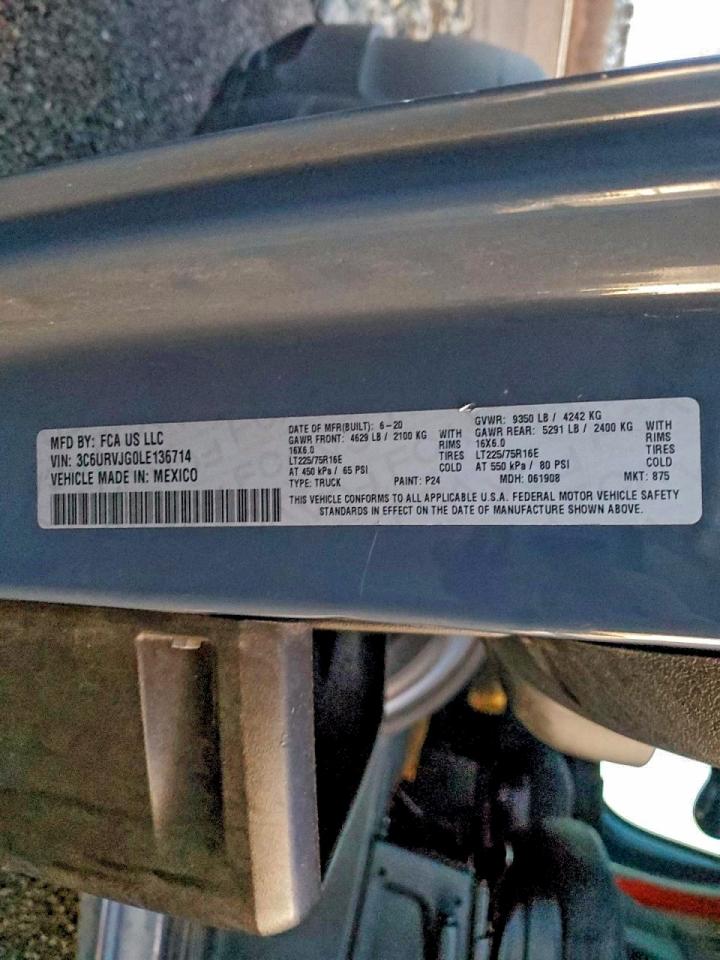 MFD BY: FCA US LLC
VIN: 3C6URVJG0LE136714
VEHICLE MADE IN: MEXICO
DATE OF MFR(BUILT): 6-20
GAWR FRONT: 4629 LB / 2100 KG WITH
16X6.0 RIMS
LT225/75R16E TIRES
AT 450 kPa / 65 PSI COLD
TYPE: TRUCK PAINT: P24
GVWR: 9350 LB / 4242 KG
GAWR REAR: 5291 LB / 2400 KG WITH
16X6.0 RIMS
LT225/75R16E TIRES
AT 550 kPa / 80 PSI COLD
MDH: 061908 MKT: 875
THIS VEHICLE CONFORMS TO ALL APPLICABLE U.S.A. FEDERAL MOTOR VEHICLE SAFETY
STANDARDS IN EFFECT ON THE DATE OF MANUFACTURE SHOWN ABOVE.